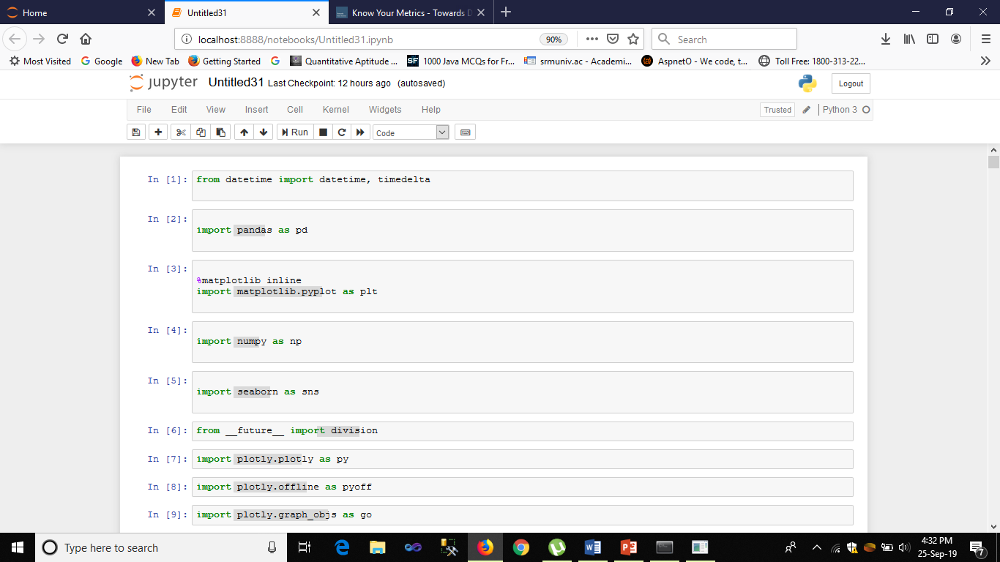 Home
Untitled31
Know Your Metrics - Towards D
localhost:8888/notebooks/Untitled31.ipynb
90%
Search
Most Visited
Google
New Tab
Getting Started
Quantitative Aptitude ...
SF
1000 Java MCQs for Fr...
srmuniv.ac - Academi...
AspnetO - We code, t...
Toll Free: 1800-313-22...
jupyter
Untitled31 Last Checkpoint: 12 hours ago (autosaved)
Logout
File
Edit
View
Insert
Cell
Kernel
Widgets
Help
Trusted
Python 3
Run
Code
In [1]: from datetime import datetime, timedelta
In [2]:
import pandas as pd
In [3]:
%matplotlib inline
import matplotlib.pyplot as plt
In [4]:
import numpy as np
In [5]:
import seaborn as sns
In [6]: from __future__ import division
In [7]: import plotly.plotly as py
In [8]: import plotly.offline as pyoff
In [9]: import plotly.graph_objs as go
Type here to search
4:32 PM
25-Sep-19
7